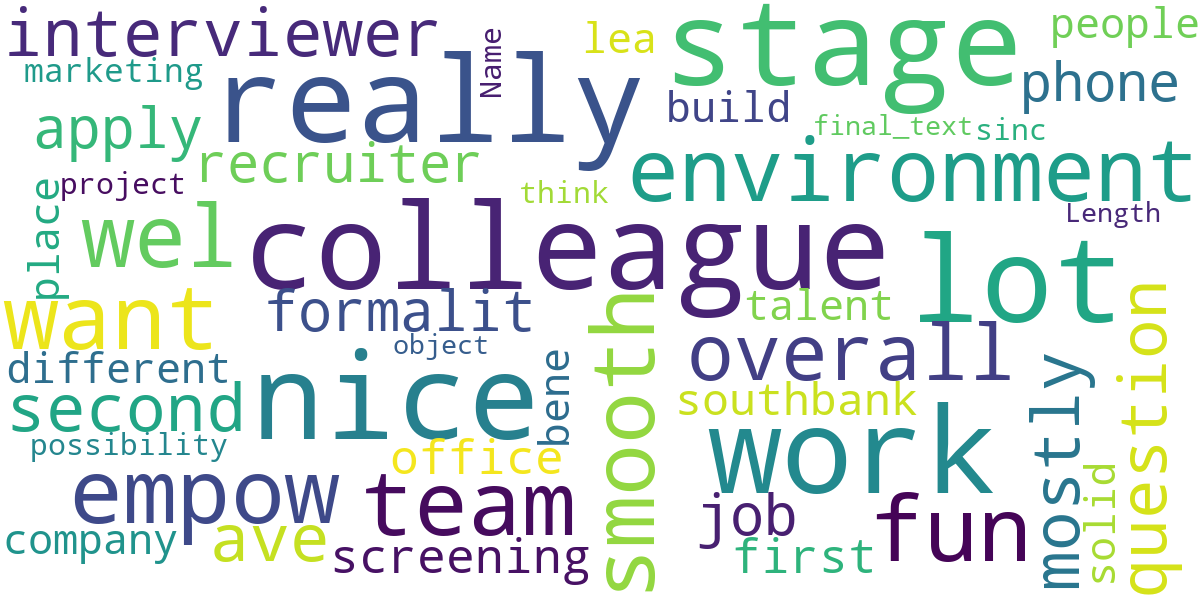 interviewer
really
Name
lea
stage
people
marketing
phone
build
apply
final_text
sinc
recruiter
environment
project
think
place
wel
colleague
Length
lot
want
formalit
talent
smooth
question
object
overall
different
nice
bene
mostly
second
southbank
possibility
office
work
empow
team
solid
job
fun
company
ave
screening
first